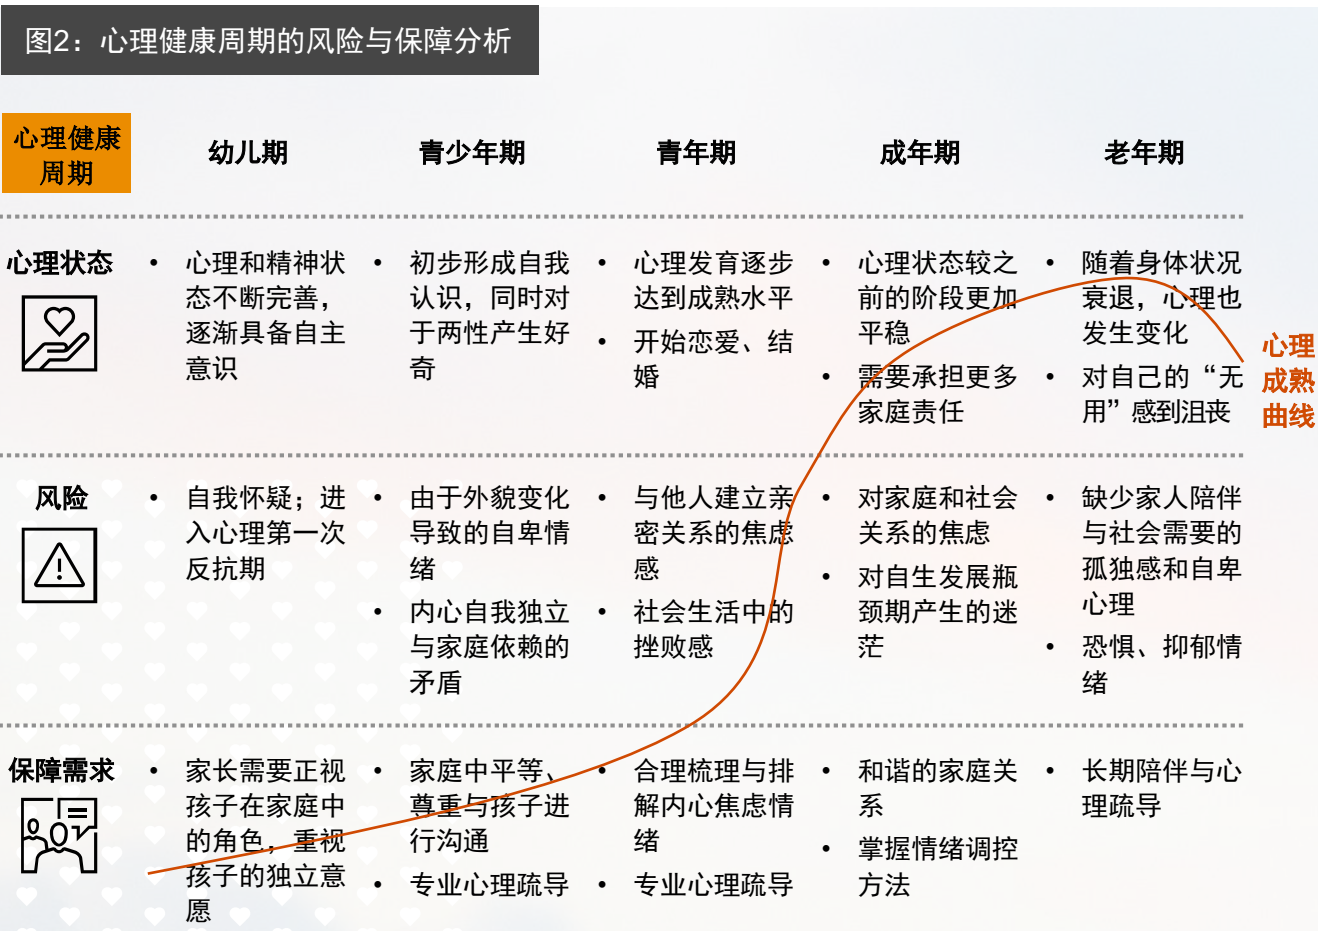 图2：心理健康周期的风险与保障分析
心理健康
周期
幼儿期
青少年期
青年期
成年期
老年期
心理状态
• 心理和精神状
态不断完善，
逐渐具备自主
意识
• 初步形成自我
认识，同时对
于两性产生好
奇
• 心理发育逐步
达到成熟水平
• 开始恋爱、结
婚
• 心理状态较之
前的阶段更加
平稳
• 需要承担更多
家庭责任
• 随着身体状况
衰退，心理也
发生变化
• 对自己的“无
用”感到沮丧
心理
成熟
曲线
风险
• 自我怀疑；进
入心理第一次
反抗期
• 由于外貌变化
导致的自卑情
绪
• 内心自我独立
与家庭依赖的
矛盾
• 与他人建立亲
密关系的焦虑
感
• 社会生活中的
挫败感
• 对家庭和社会
关系的焦虑
• 对自生发展瓶
颈期产生的迷
茫
• 缺少家人陪伴
与社会需要的
孤独感和自卑
心理
• 恐惧、抑郁情
绪
保障需求
• 家长需要正视
孩子在家庭中
的角色，重视
孩子的独立意
愿
• 家庭中平等、
尊重与孩子进
行沟通
• 专业心理疏导
• 合理梳理与排
解内心焦虑情
绪
• 专业心理疏导
• 和谐的家庭关
系
• 掌握情绪调控
方法
• 长期陪伴与心
理疏导